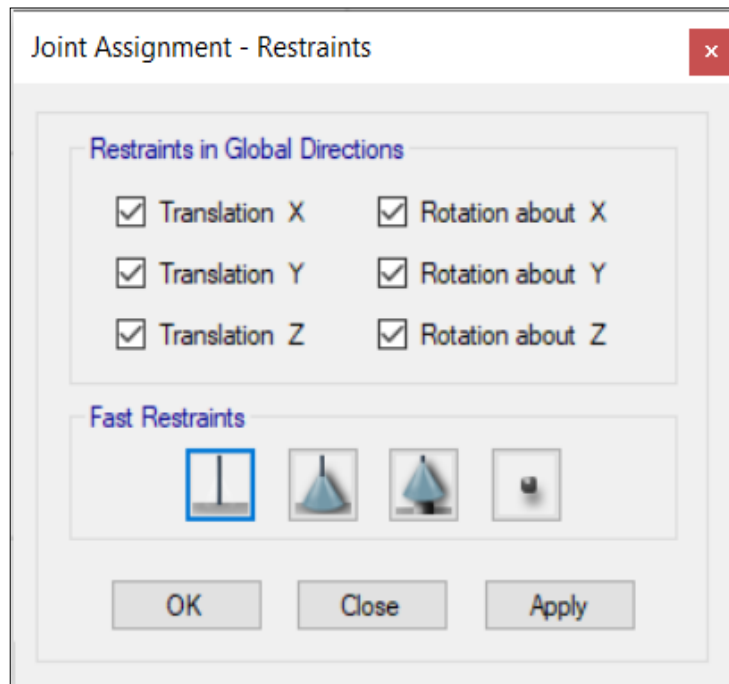 Joint Assignment - Restraints
Restraints in Global Directions
Translation X
Rotation about X
Translation Y
Rotation about Y
Translation Z
Rotation about Z
Fast Restraints
OK
Close
Apply